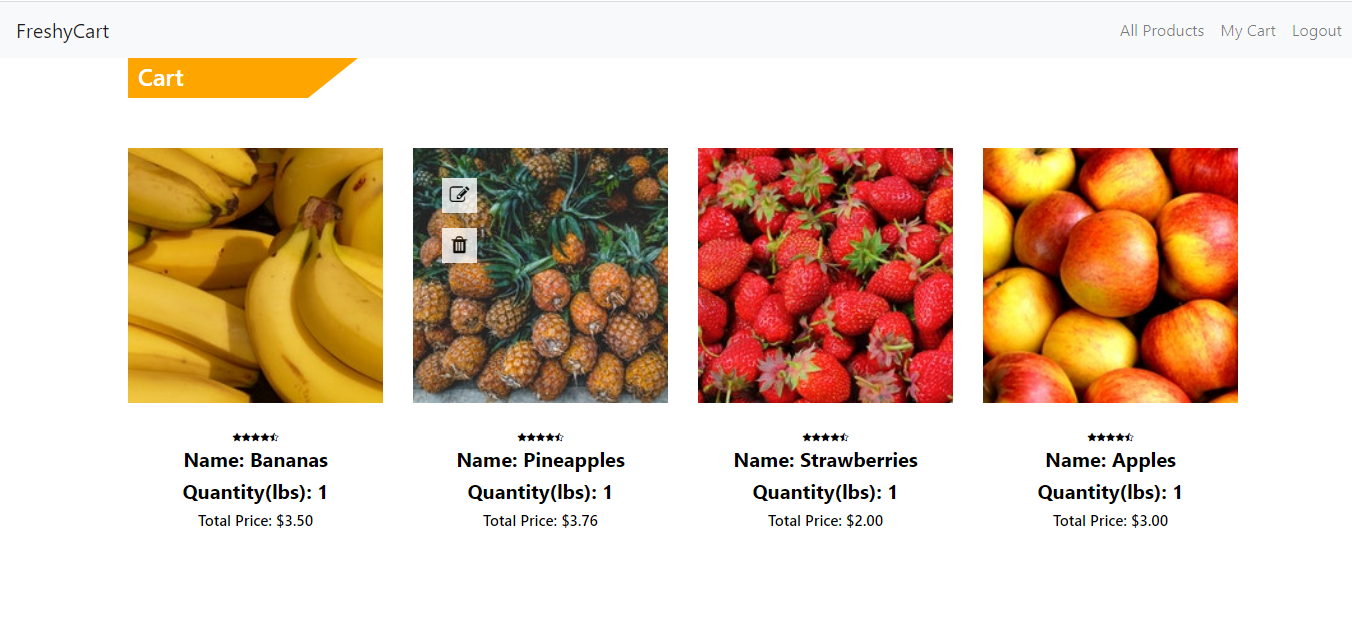 FreshyCart
All Products My Cart Logout
Cart
Name: Bananas
Quantity(lbs): 1
Total Price: $3.50
Name: Pineapples
Quantity(lbs): 1
Total Price: $3.76
Name: Strawberries
Quantity(lbs): 1
Total Price: $2.00
Name: Apples
Quantity(lbs): 1
Total Price: $3.00